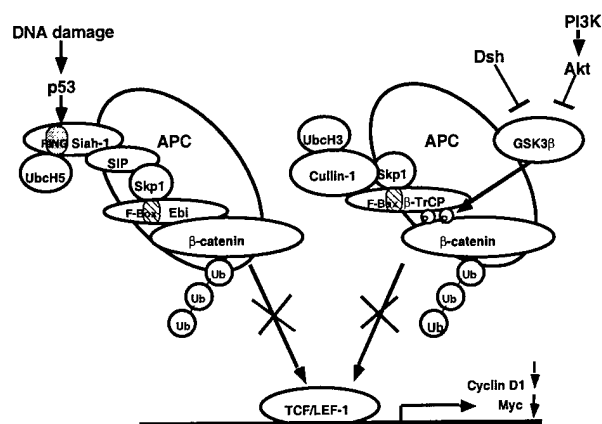 DNA damage
p53
RING Siah-1
UbcH5
SIP
APC
Skp1
F-Box Ebi
β-catenin
Ub
Ub
Ub
PI3K
Akt
Dsh
GSK3β
UbcH3
APC
Cullin-1
Skp1
F-Box β-TrCP
β-catenin
Ub
Ub
Ub
TCF/LEF-1
Cyclin D1
Myc